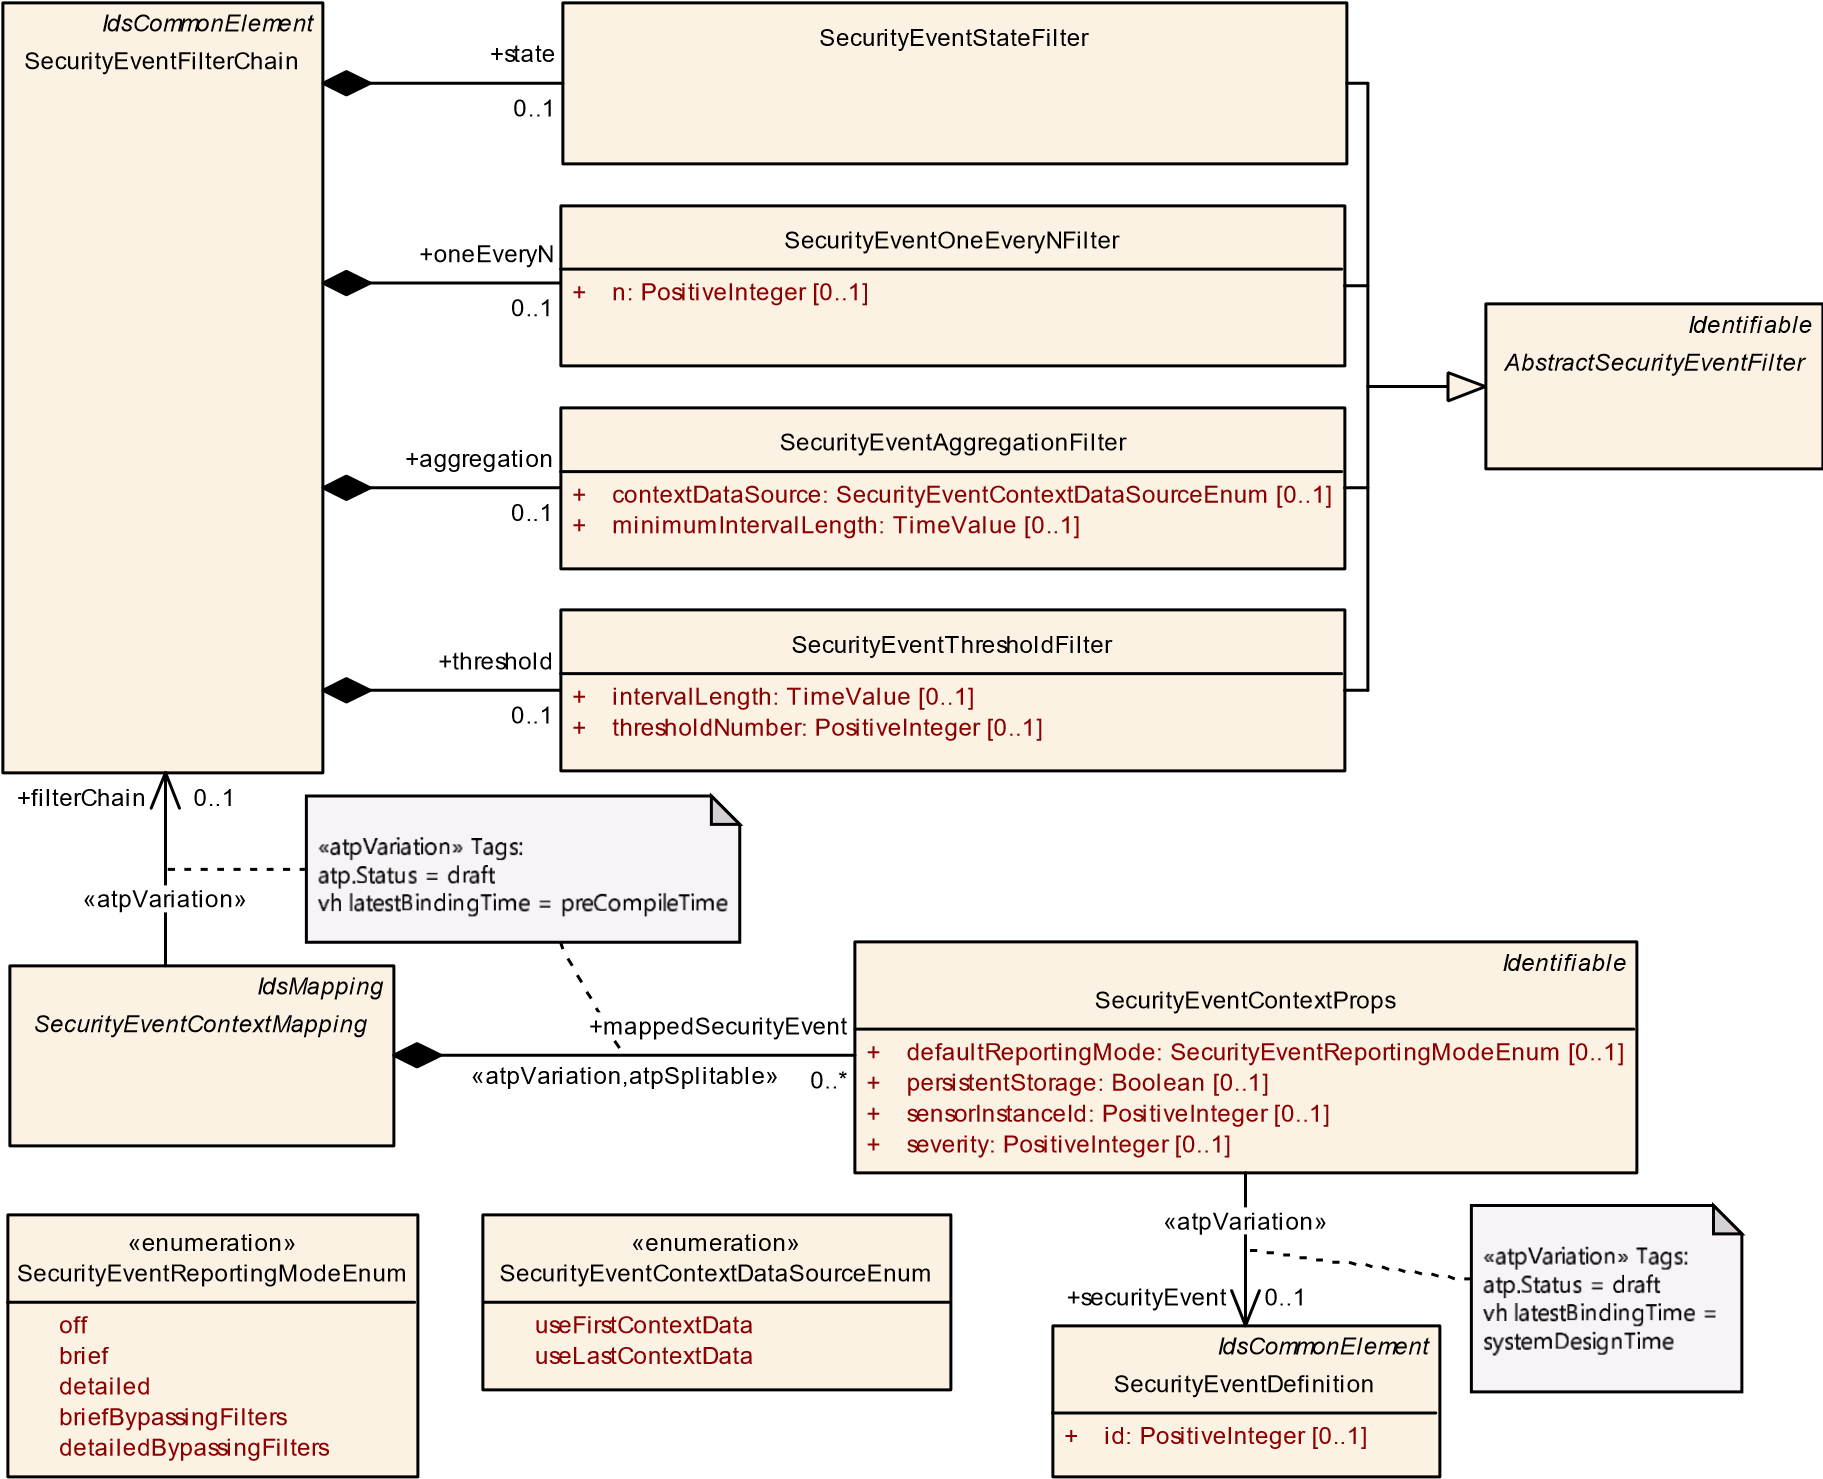 IdsCommonElement
SecurityEventFilterChain
+state
0..1
SecurityEventStateFilter
+oneEveryN
0..1
SecurityEventOneEveryNFilter
+ n: PositiveInteger [0..1]
Identifiable
AbstractSecurityEventFilter
+aggregation
0..1
SecurityEventAggregationFilter
+ contextDataSource: SecurityEventContextDataSourceEnum [0..1]
+ minimumIntervalLength: TimeValue [0..1]
+threshold
0..1
SecurityEventThresholdFilter
+ intervalLength: TimeValue [0..1]
+ thresholdNumber: PositiveInteger [0..1]
+filterChain 0..1
«atpVariation»
«atpVariation» Tags:
atp.Status = draft
vh latestBindingTime = preCompileTime
IdsMapping
SecurityEventContextMapping
+mappedSecurityEvent
«atpVariation,atpSplitable» 0..*
Identifiable
SecurityEventContextProps
+ defaultReportingMode: SecurityEventReportingModeEnum [0..1]
+ persistentStorage: Boolean [0..1]
+ sensorInstanceId: PositiveInteger [0..1]
+ severity: PositiveInteger [0..1]
«enumeration»
SecurityEventReportingModeEnum
off
brief
detailed
briefBypassingFilters
detailedBypassingFilters
«enumeration»
SecurityEventContextDataSourceEnum
useFirstContextData
useLastContextData
«atpVariation»
+securityEvent 0..1
«atpVariation» Tags:
atp.Status = draft
vh latestBindingTime =
systemDesignTime
IdsCommonElement
SecurityEventDefinition
+ id: PositiveInteger [0..1]